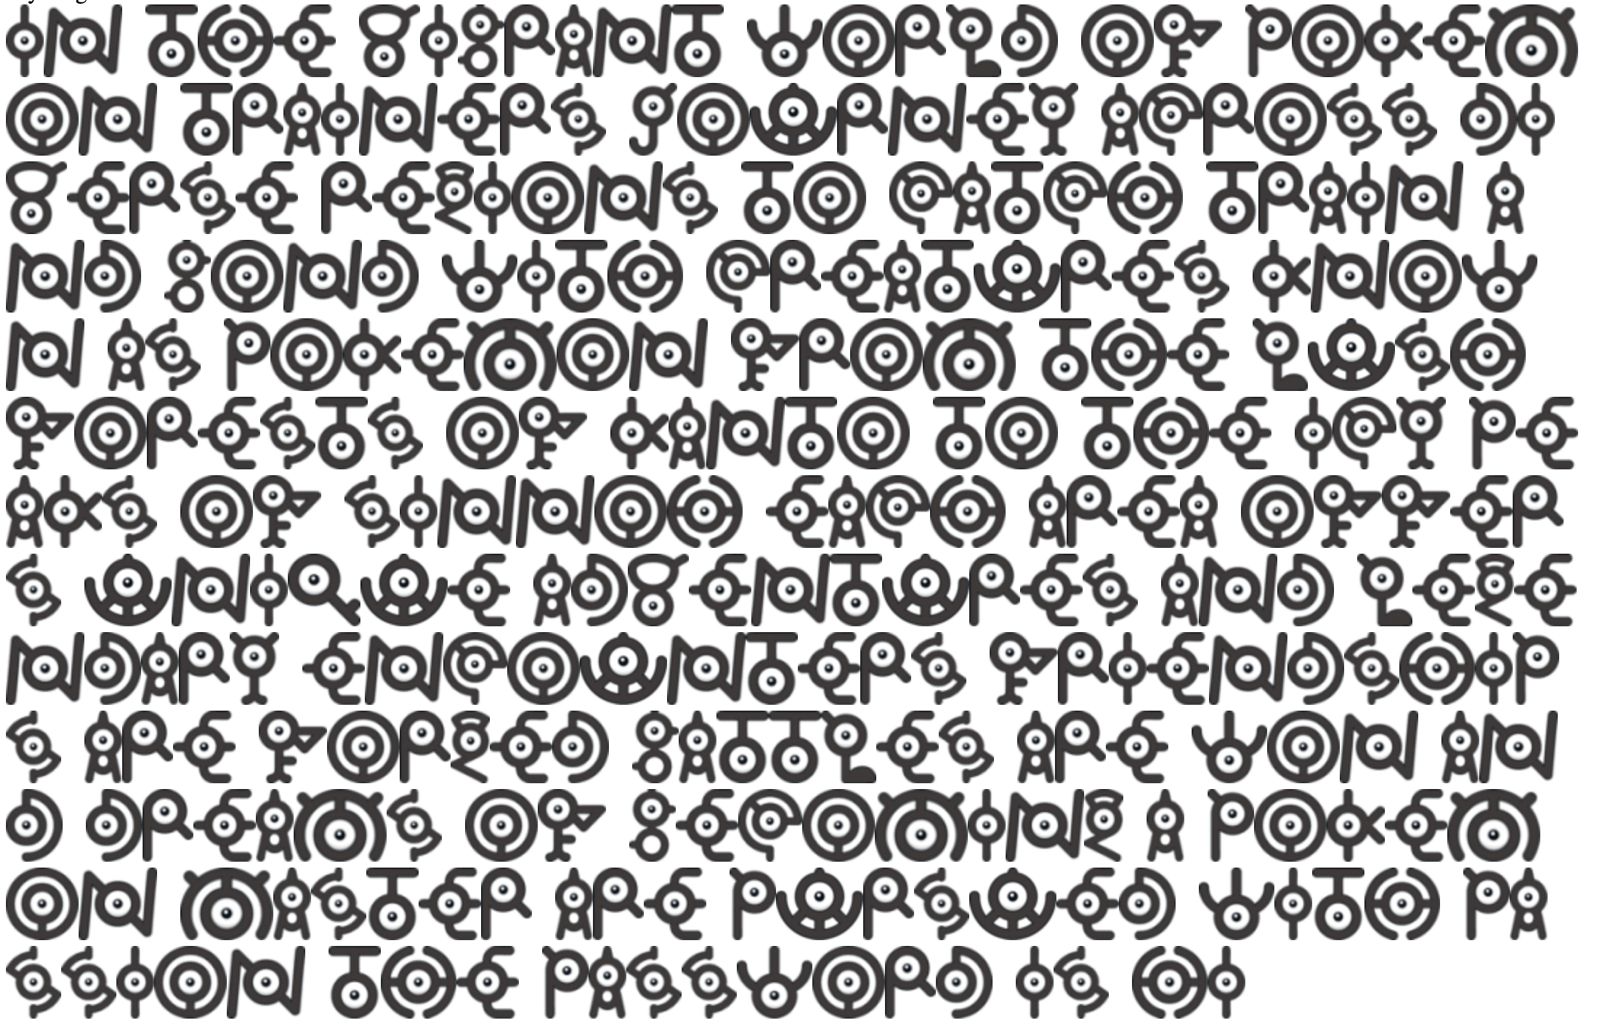 IN THE VIBRANT WORLD OF POKEM
ON TRAINERS JOURNEY ACROSS DI
VERSE REGIONS TO CATCH TRAIN A
ND BOND WITH CREATURES KNOW
N AS POKEMON FROM THE LUSH
FORESTS OF KANTO TO THE ICY PE
AKS OF SINNOH EACH AREA OFFER
S UNIQUE ADVENTURES AND LEGE
NDARY ENCOUNTERS FRIENDSHIP
S ARE FORGED BATTLES ARE WON AN
D DREAMS OF BECOMING A POKEM
ON MASTER ARE PURSUED WITH PA
SSION THE PASSWORD IS HI